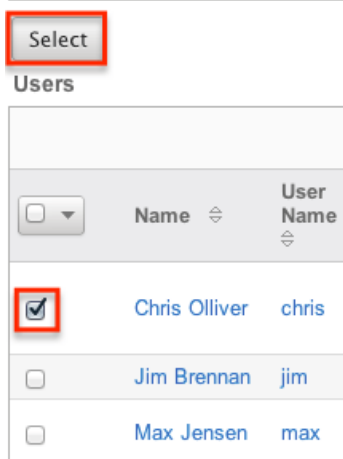 Select
Users
Name
User
Name
Chris Olliver
chris
Jim Brennan
jim
Max Jensen
max